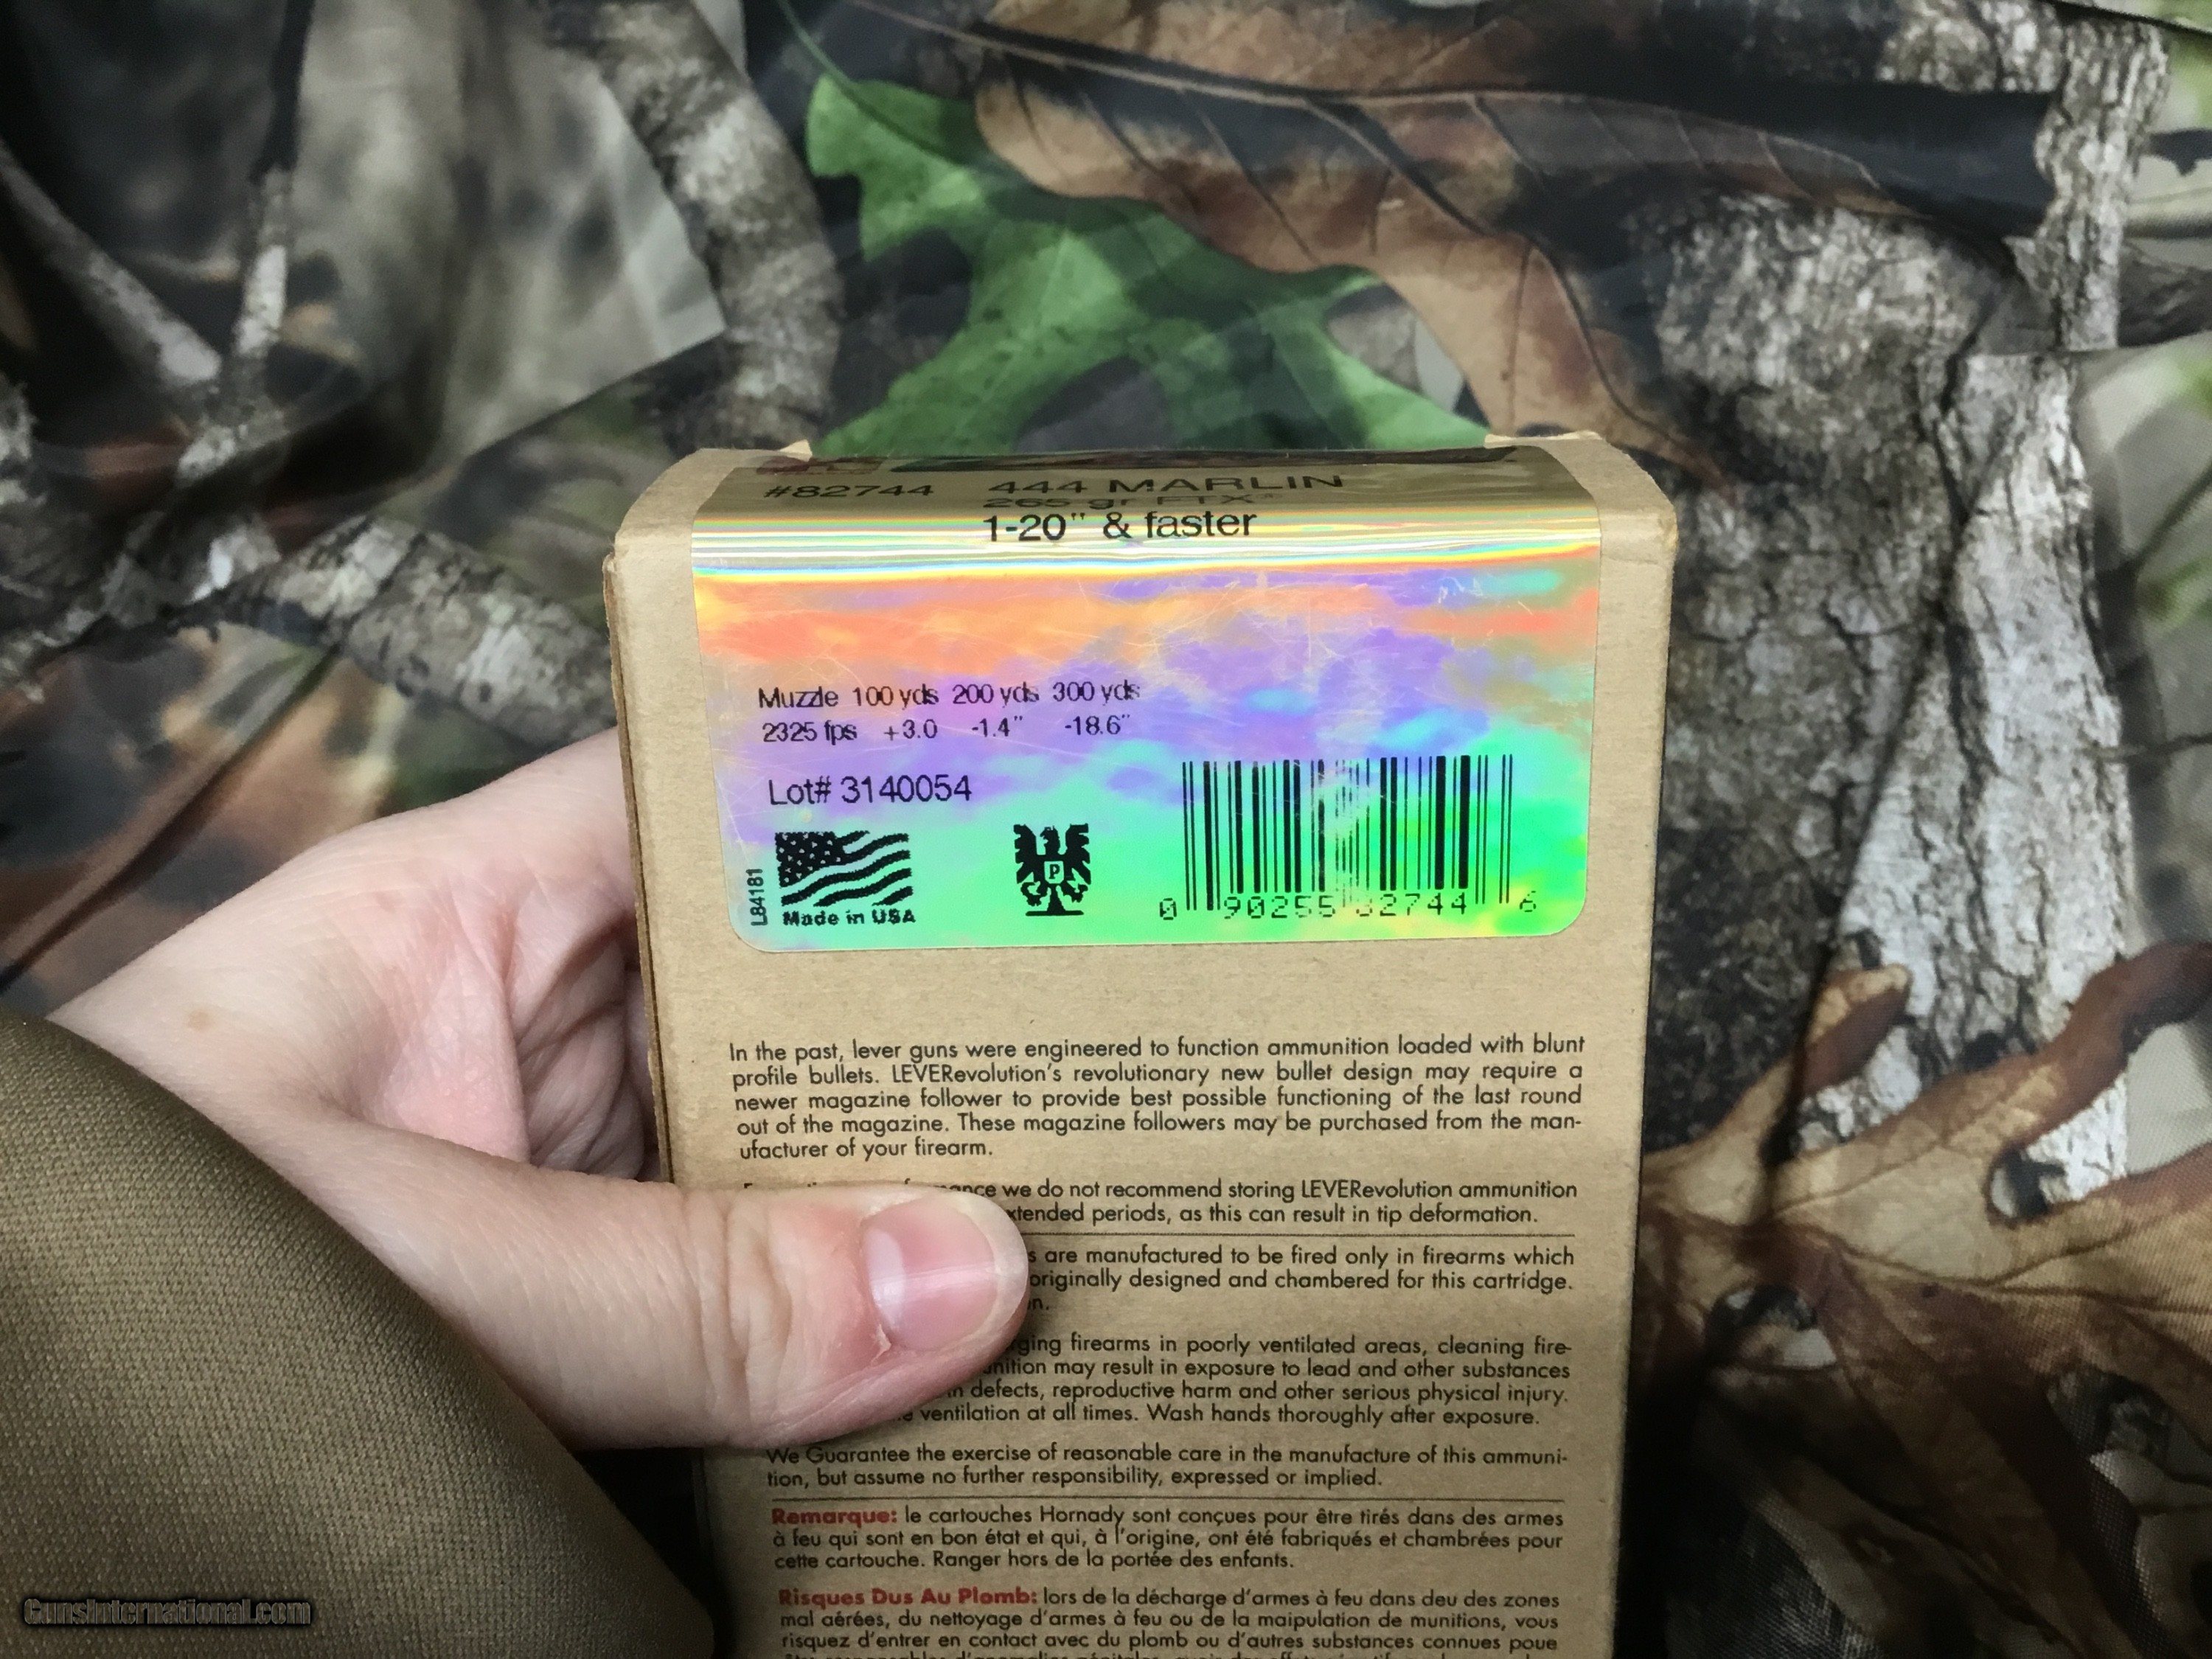 #82744 444 MARLIN
265 gr FTX®
1-20" & faster
Muzzle 100 yds 200 yds 300 yds
2325 fps +3.0 -1.4" -18.6"
Lot# 3140054
L84181
Made in USA
P
0 90255 82744 6
In the past, lever guns were engineered to function ammunition loaded with blunt
profile bullets. LEVERevolution's revolutionary new bullet design may require a
newer magazine follower to provide best possible functioning of the last round
out of the magazine. These magazine followers may be purchased from the man-
ufacturer of your firearm.
we do not recommend storing LEVERevolution ammunition
periods, as this can result in tip deformation.
are manufactured to be fired only in firearms which
originally designed and chambered for this cartridge.
firearms in poorly ventilated areas, cleaning fire-
may result in exposure to lead and other substances
defects, reproductive harm and other serious physical injury.
ventilation at all times. Wash hands thoroughly after exposure.
We Guarantee the exercise of reasonable care in the manufacture of this ammuni-
tion, but assume no further responsibility, expressed or implied.
Remarque: le cartouches Hornady sont conçues pour être tirés dans des armes
à feu qui sont en bon état et qui, à l'origine, ont été fabriqués et chambrées pour
cette cartouche. Ranger hors de la portée des enfants.
Risques Dus Au Plomb: lors de la décharge d'armes à feu dans deu des zones
mal aérées, du nettoyage d'armes à feu ou de la maipulation de munitions, vous
risquez d'entrer en contact avec du plomb ou d'autres substances connues poue
GunsInternational.com